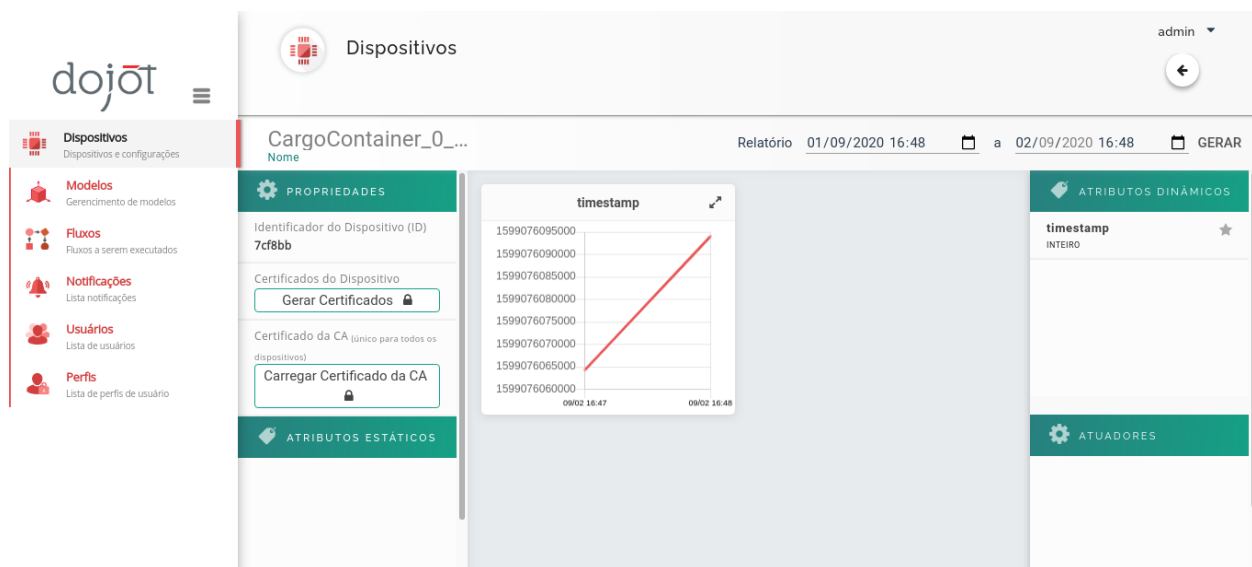 dojot
Dispositivos
admin
Dispositivos
Dispositivos e configurações
Modelos
Gerencimento de modelos
Fluxos
Fluxos a serem executados
Notificações
Lista notificações
Usuários
Lista de usuários
Perfis
Lista de perfis de usuário
CargoContainer_0_...
Nome
Relatório 01/09/2020 16:48 a 02/09/2020 16:48 GERAR
PROPRIEDADES
Identificador do Dispositivo (ID)
7cf8bb
Certificados do Dispositivo
Gerar Certificados
Certificado da CA (único para todos os
dispositivos)
Carregar Certificado da CA
ATRIBUTOS ESTÁTICOS
timestamp
1599076095000
1599076090000
1599076085000
1599076080000
1599076075000
1599076070000
1599076065000
1599076060000
09/02 16:47 09/02 16:48
ATRIBUTOS DINÂMICOS
timestamp
INTEIRO
ATUADORES